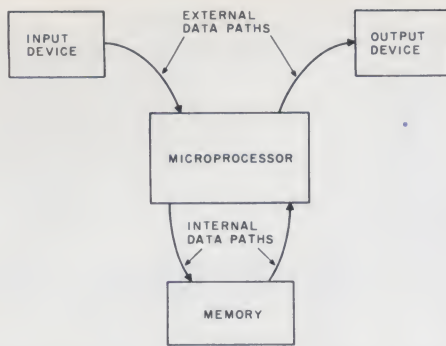 EXTERNAL
DATA PATHS
INPUT
DEVICE
OUTPUT
DEVICE
MICROPROCESSOR
INTERNAL
DATA PATHS
MEMORY